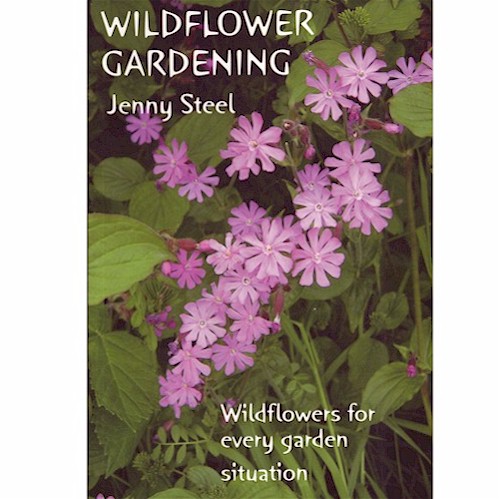 WILDFLOWER
GARDENING
Jenny Steel
Wildflowers for
every garden
situation